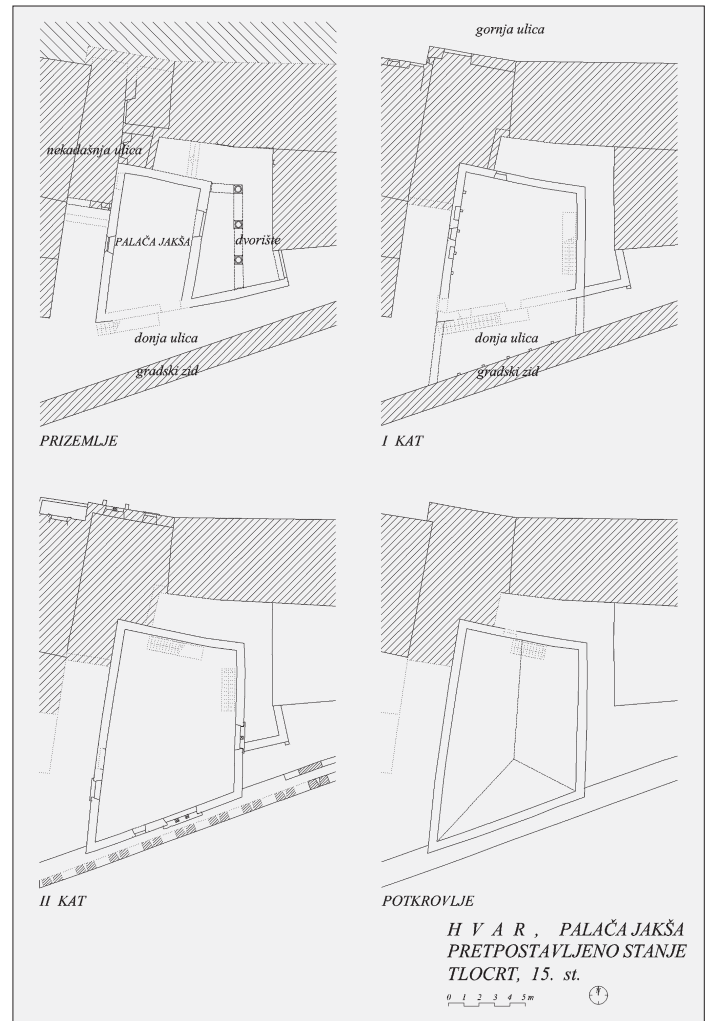 gornja ulica
nekadašnja ulica
PALAČA JAKŠA
dvorište
donja ulica
gradski zid
donja ulica
gradski zid
PRIZEMLJE
I KAT
II KAT
POTKROVLJE
H V A R , PALAČA JAKŠA
PRETPOSTAVLJENO STANJE
TLOCRT, 15. st.
0 1 2 3 4 5 m
N